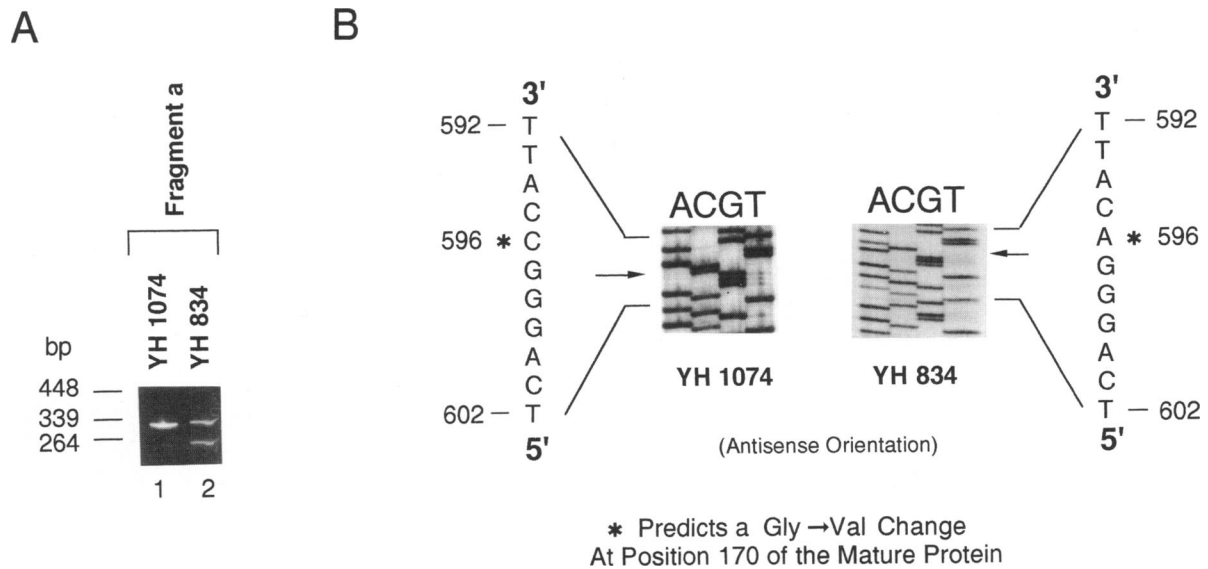 A
B
Fragment a
YH 1074
YH 834
bp
448
339
264
1 2
3'
592 – T
T
A
C
596 * C
G
G
G
A
C
602 – T
5'
ACGT
YH 1074
ACGT
YH 834
(Antisense Orientation)
3'
T – 592
T
A
C
A * 596
G
G
G
A
C
T – 602
5'
* Predicts a Gly →Val Change
At Position 170 of the Mature Protein